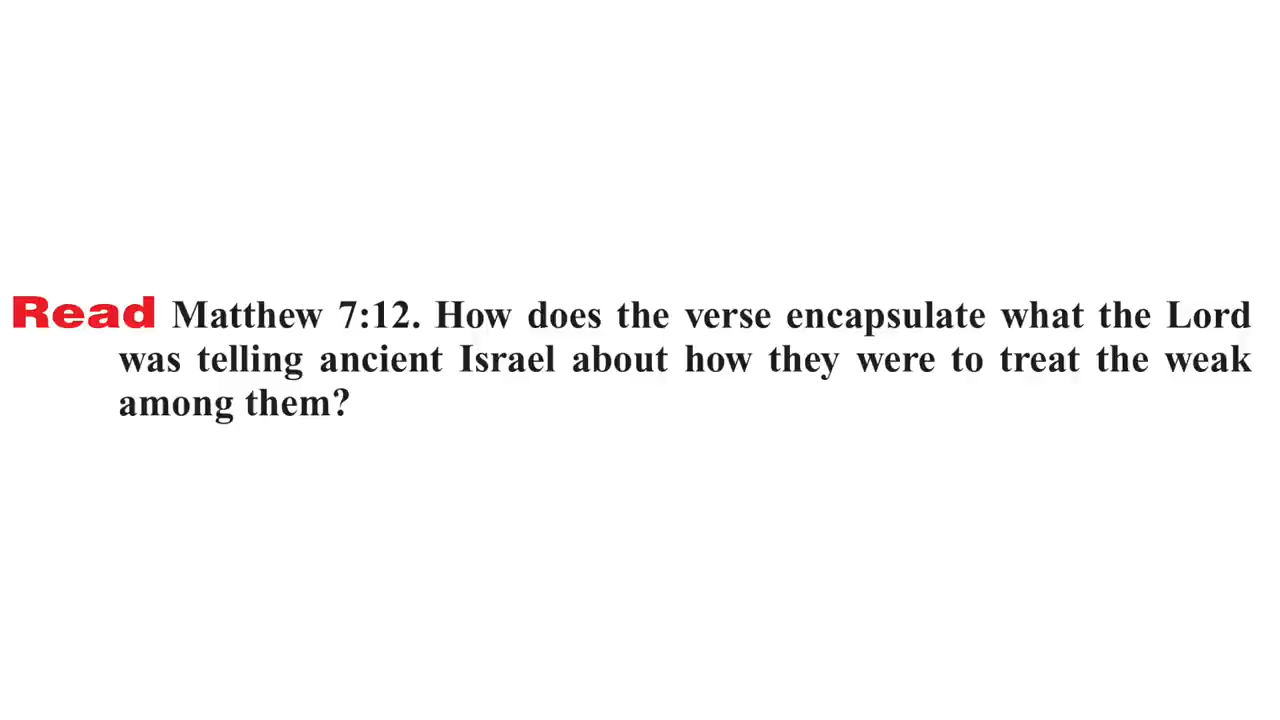 Read Matthew 7:12. How does the verse encapsulate what the Lord
was telling ancient Israel about how they were to treat the weak
among them?